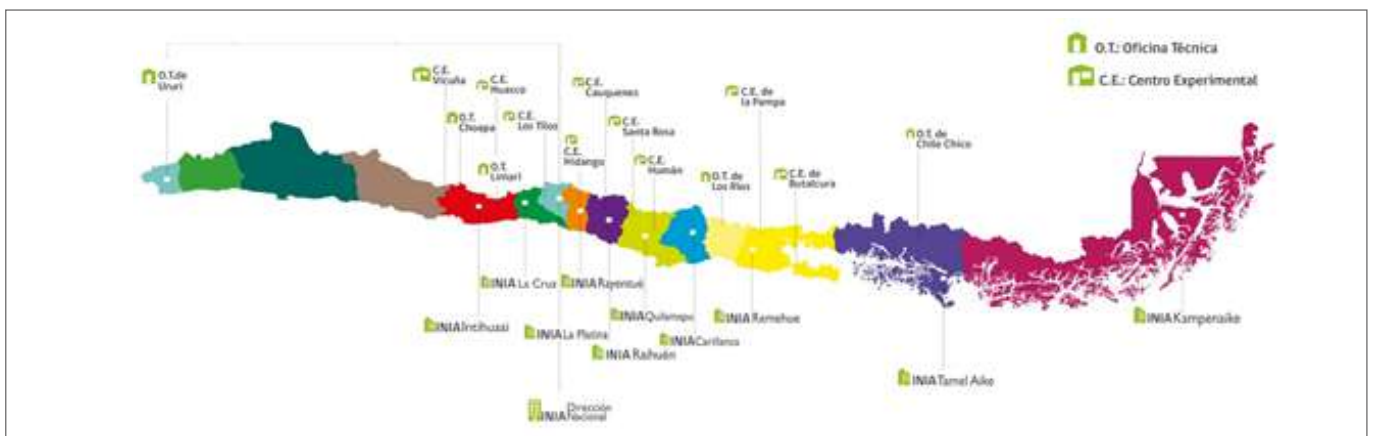 O.T.: Oficina Técnica
C.E.: Centro Experimental
O.T. de
Ururi
C.E.
Vicuña
C.E.
Huasco
O.T.
Choapa
C.E.
Los Tilos
O.T.
Limarí
C.E.
Hidango
C.E.
Cauquenes
C.E.
Santa Rosa
C.E.
Humán
O.T. de
Los Ríos
C.E. de
la Pampa
C.E. de
Butalcura
O.T. de
Chile Chico
INIA La Cruz
INIA Rayentué
INIA Intihuasi
INIA La Platina
INIA Raihuén
INIA Quilamapu
INIA Carillanca
INIA Remehue
INIA Kampenaike
INIA Tamel Aike
INIA Dirección
Nacional